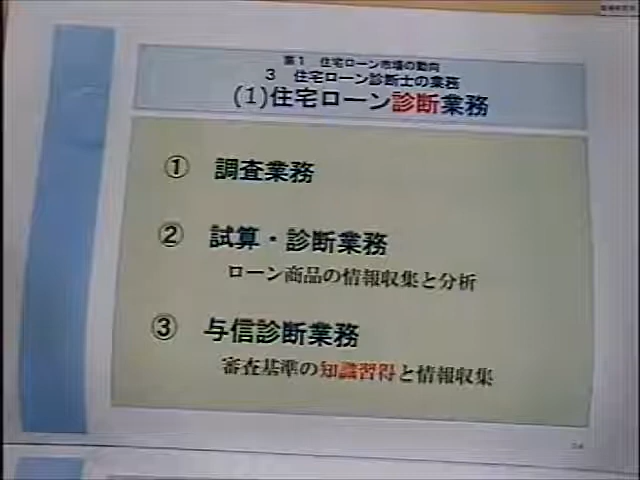 第1 住宅ローン市場の動向
3 住宅ローン診断士の業務
(1)住宅ローン診断業務
① 調査業務
② 試算・診断業務
ローン商品の情報収集と分析
③ 与信診断業務
審査基準の知識習得と情報収集